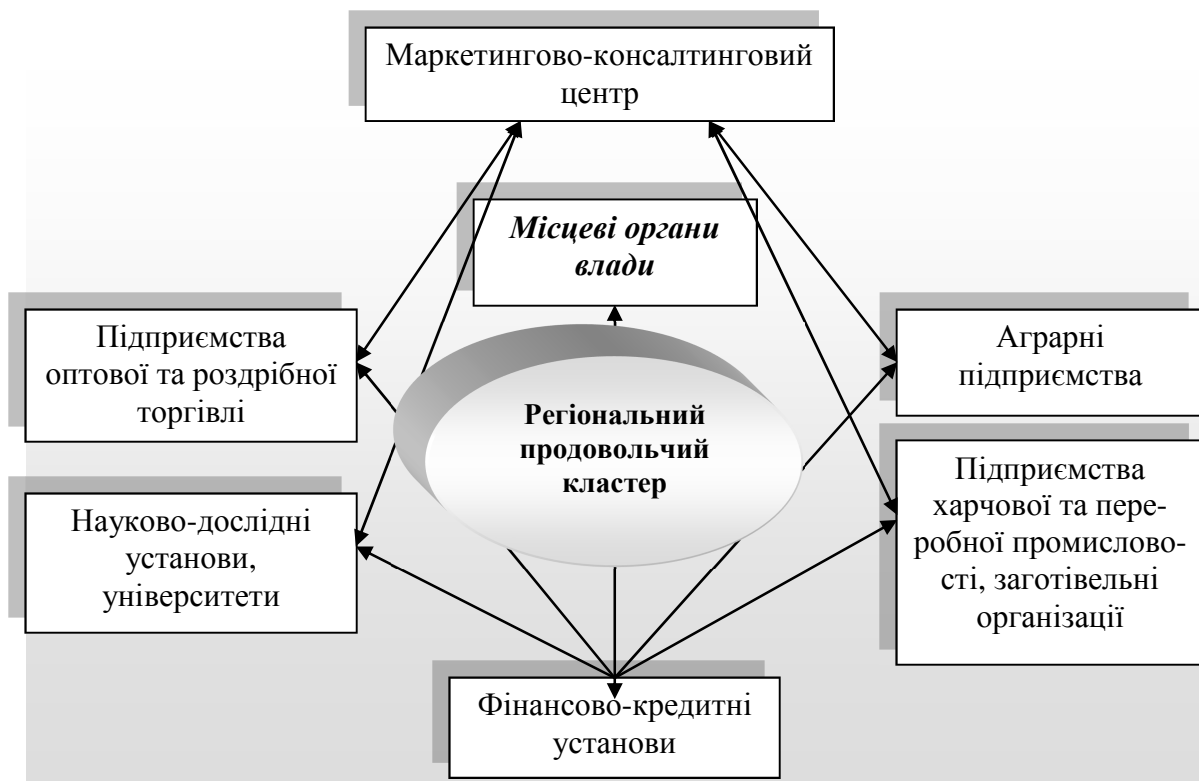 Маркетингово-консалтинговий
центр
Місцеві органи
влади
Підприємства
оптової та роздрібної
торгівлі
Аграрні
підприємства
Регіональний
продовольчий
кластер
Науково-дослідні
установи,
університети
Підприємства
харчової та пере-
робної промислово-
сті, заготівельні
організації
Фінансово-кредитні
установи